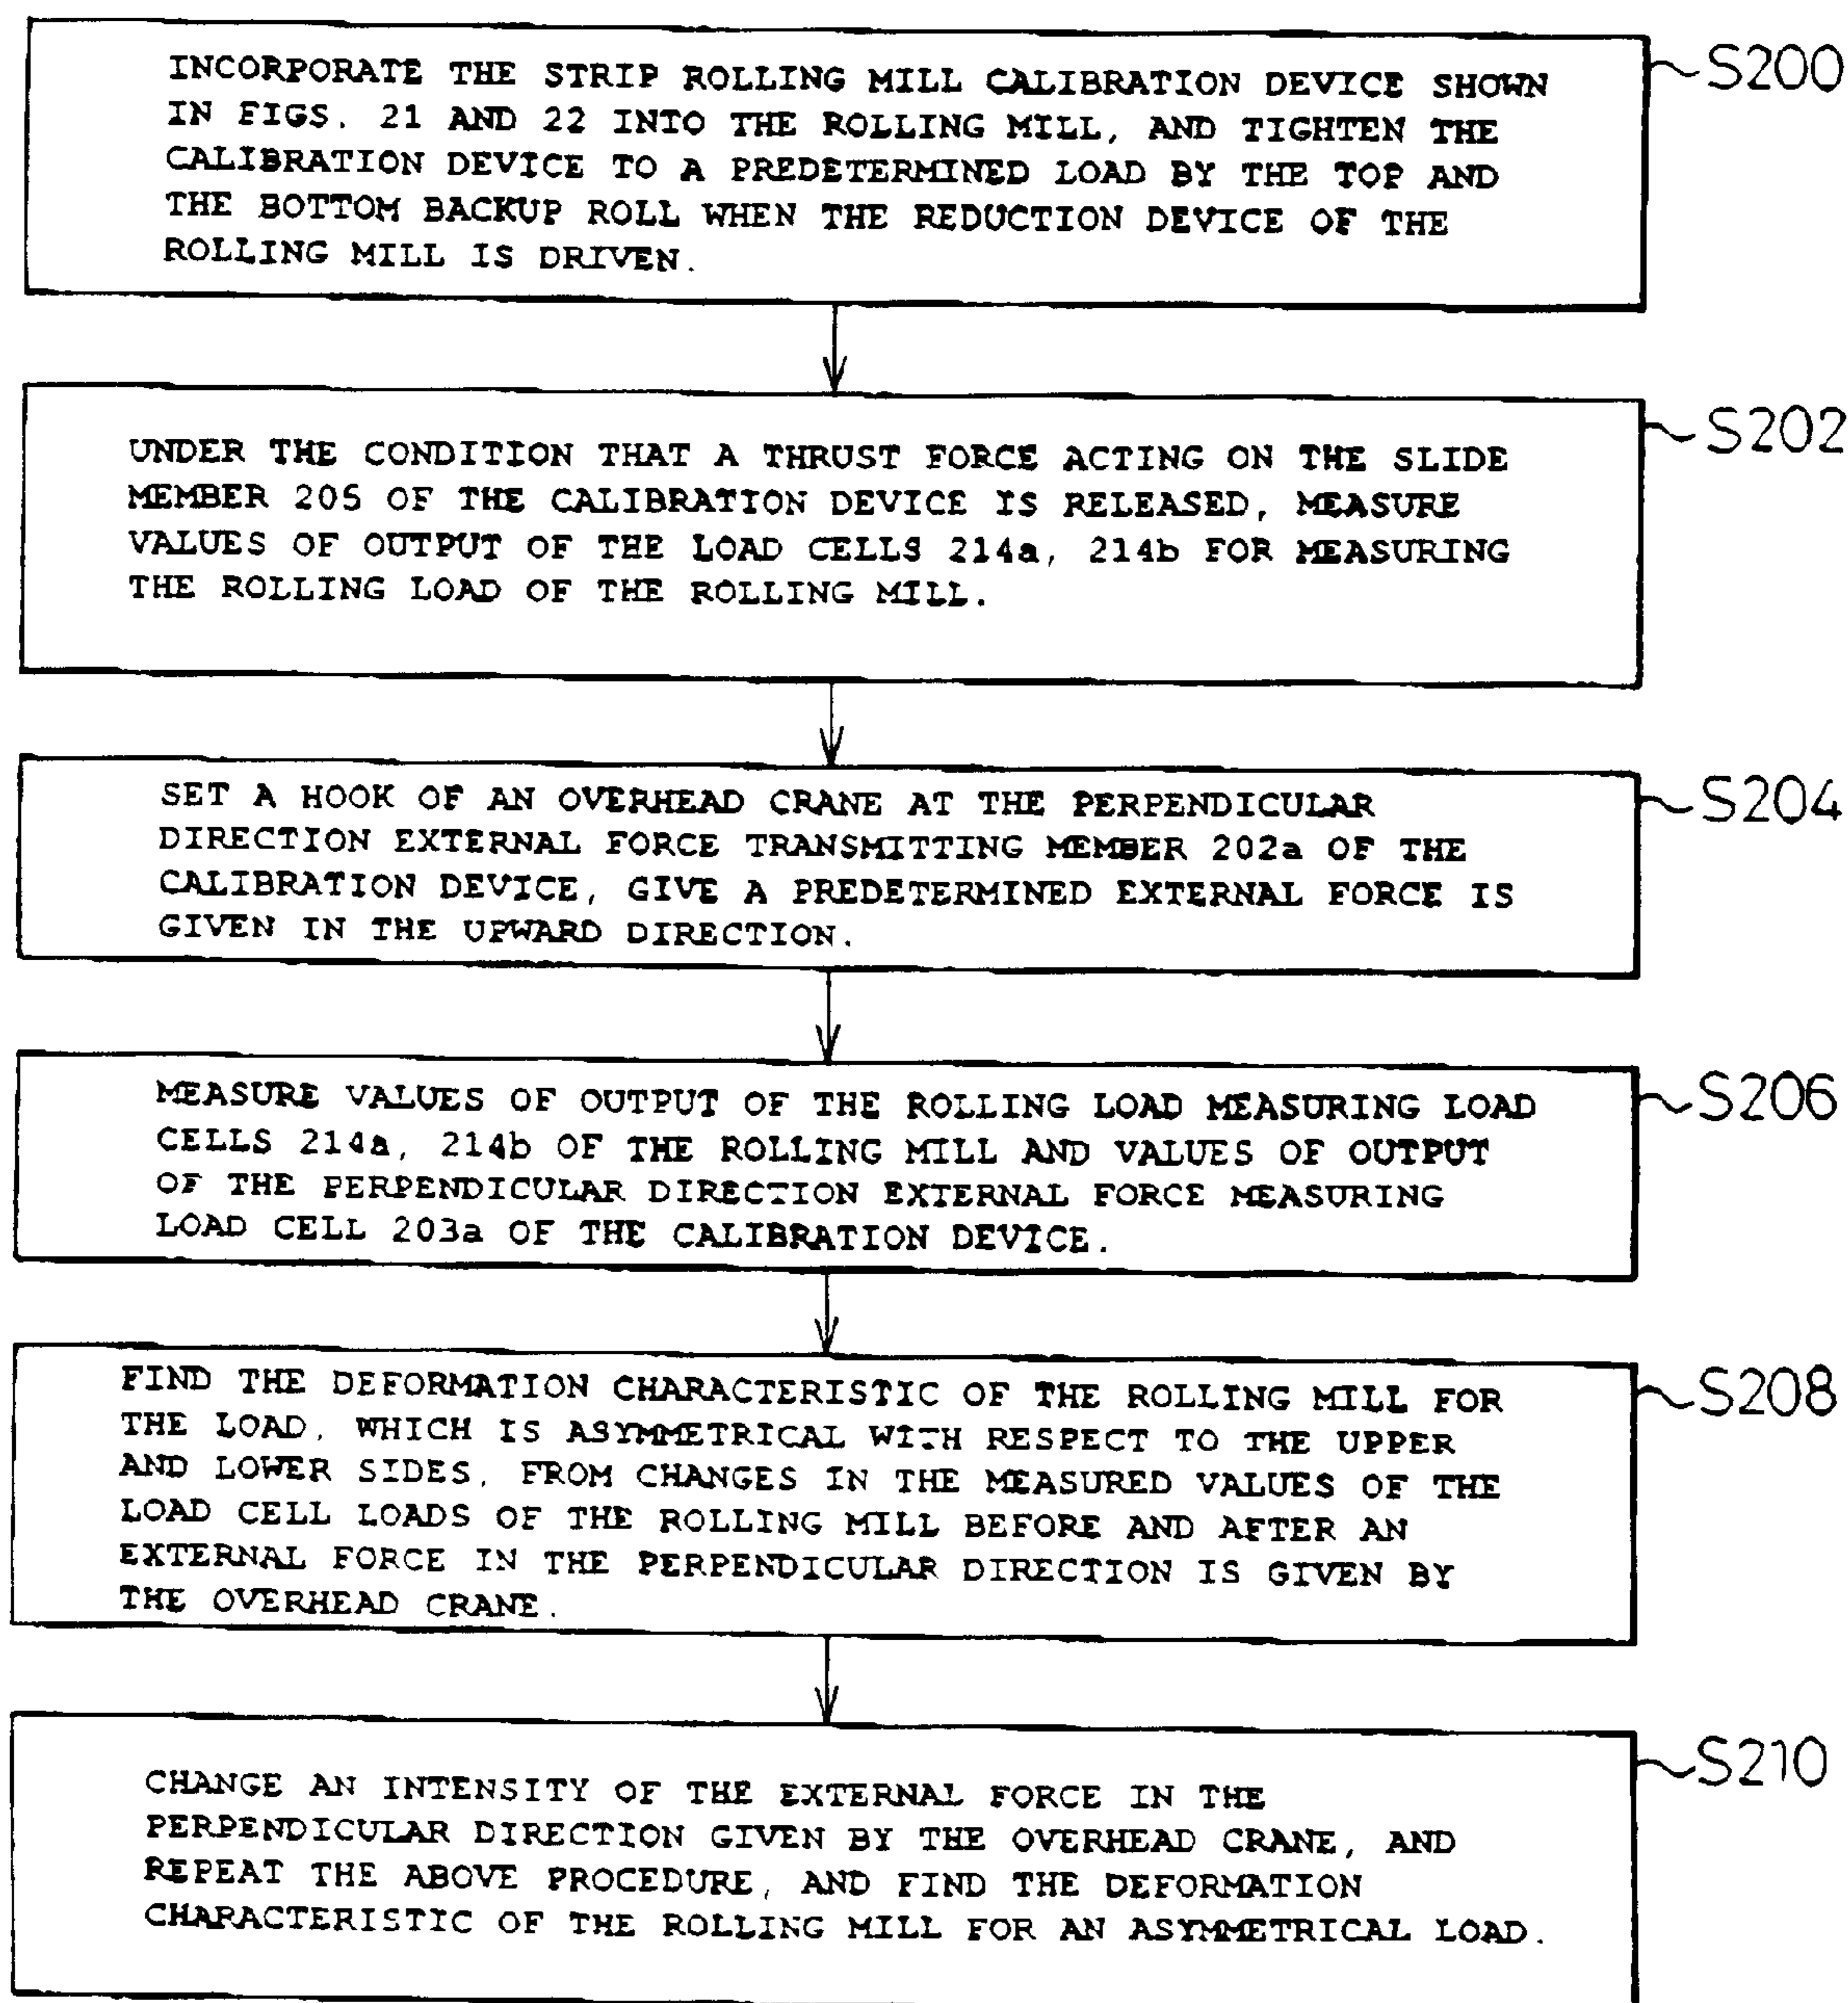 INCORPORATE THE STRIP ROLLING MILL CALIBRATION DEVICE SHOWN
IN FIGS. 21 AND 22 INTO THE ROLLING MILL, AND TIGHTEN THE
CALIBRATION DEVICE TO A PREDETERMINED LOAD BY THE TOP AND
THE BOTTOM BACKUP ROLL WHEN THE REDUCTION DEVICE OF THE
ROLLING MILL IS DRIVEN.
S200
UNDER THE CONDITION THAT A THRUST FORCE ACTING ON THE SLIDE
MEMBER 205 OF THE CALIBRATION DEVICE IS RELEASED, MEASURE
VALUES OF OUTPUT OF THE LOAD CELLS 214a, 214b FOR MEASURING
THE ROLLING LOAD OF THE ROLLING MILL.
S202
SET A HOOK OF AN OVERHEAD CRANE AT THE PERPENDICULAR
DIRECTION EXTERNAL FORCE TRANSMITTING MEMBER 202a OF THE
CALIBRATION DEVICE, GIVE A PREDETERMINED EXTERNAL FORCE IS
GIVEN IN THE UPWARD DIRECTION.
S204
MEASURE VALUES OF OUTPUT OF THE ROLLING LOAD MEASURING LOAD
CELLS 214a, 214b OF THE ROLLING MILL AND VALUES OF OUTPUT
OF THE PERPENDICULAR DIRECTION EXTERNAL FORCE MEASURING
LOAD CELL 203a OF THE CALIBRATION DEVICE.
S206
FIND THE DEFORMATION CHARACTERISTIC OF THE ROLLING MILL FOR
THE LOAD, WHICH IS ASYMMETRICAL WITH RESPECT TO THE UPPER
AND LOWER SIDES, FROM CHANGES IN THE MEASURED VALUES OF THE
LOAD CELL LOADS OF THE ROLLING MILL BEFORE AND AFTER AN
EXTERNAL FORCE IN THE PERPENDICULAR DIRECTION IS GIVEN BY
THE OVERHEAD CRANE.
S208
CHANGE AN INTENSITY OF THE EXTERNAL FORCE IN THE
PERPENDICULAR DIRECTION GIVEN BY THE OVERHEAD CRANE, AND
REPEAT THE ABOVE PROCEDURE, AND FIND THE DEFORMATION
CHARACTERISTIC OF THE ROLLING MILL FOR AN ASYMMETRICAL LOAD.
S210